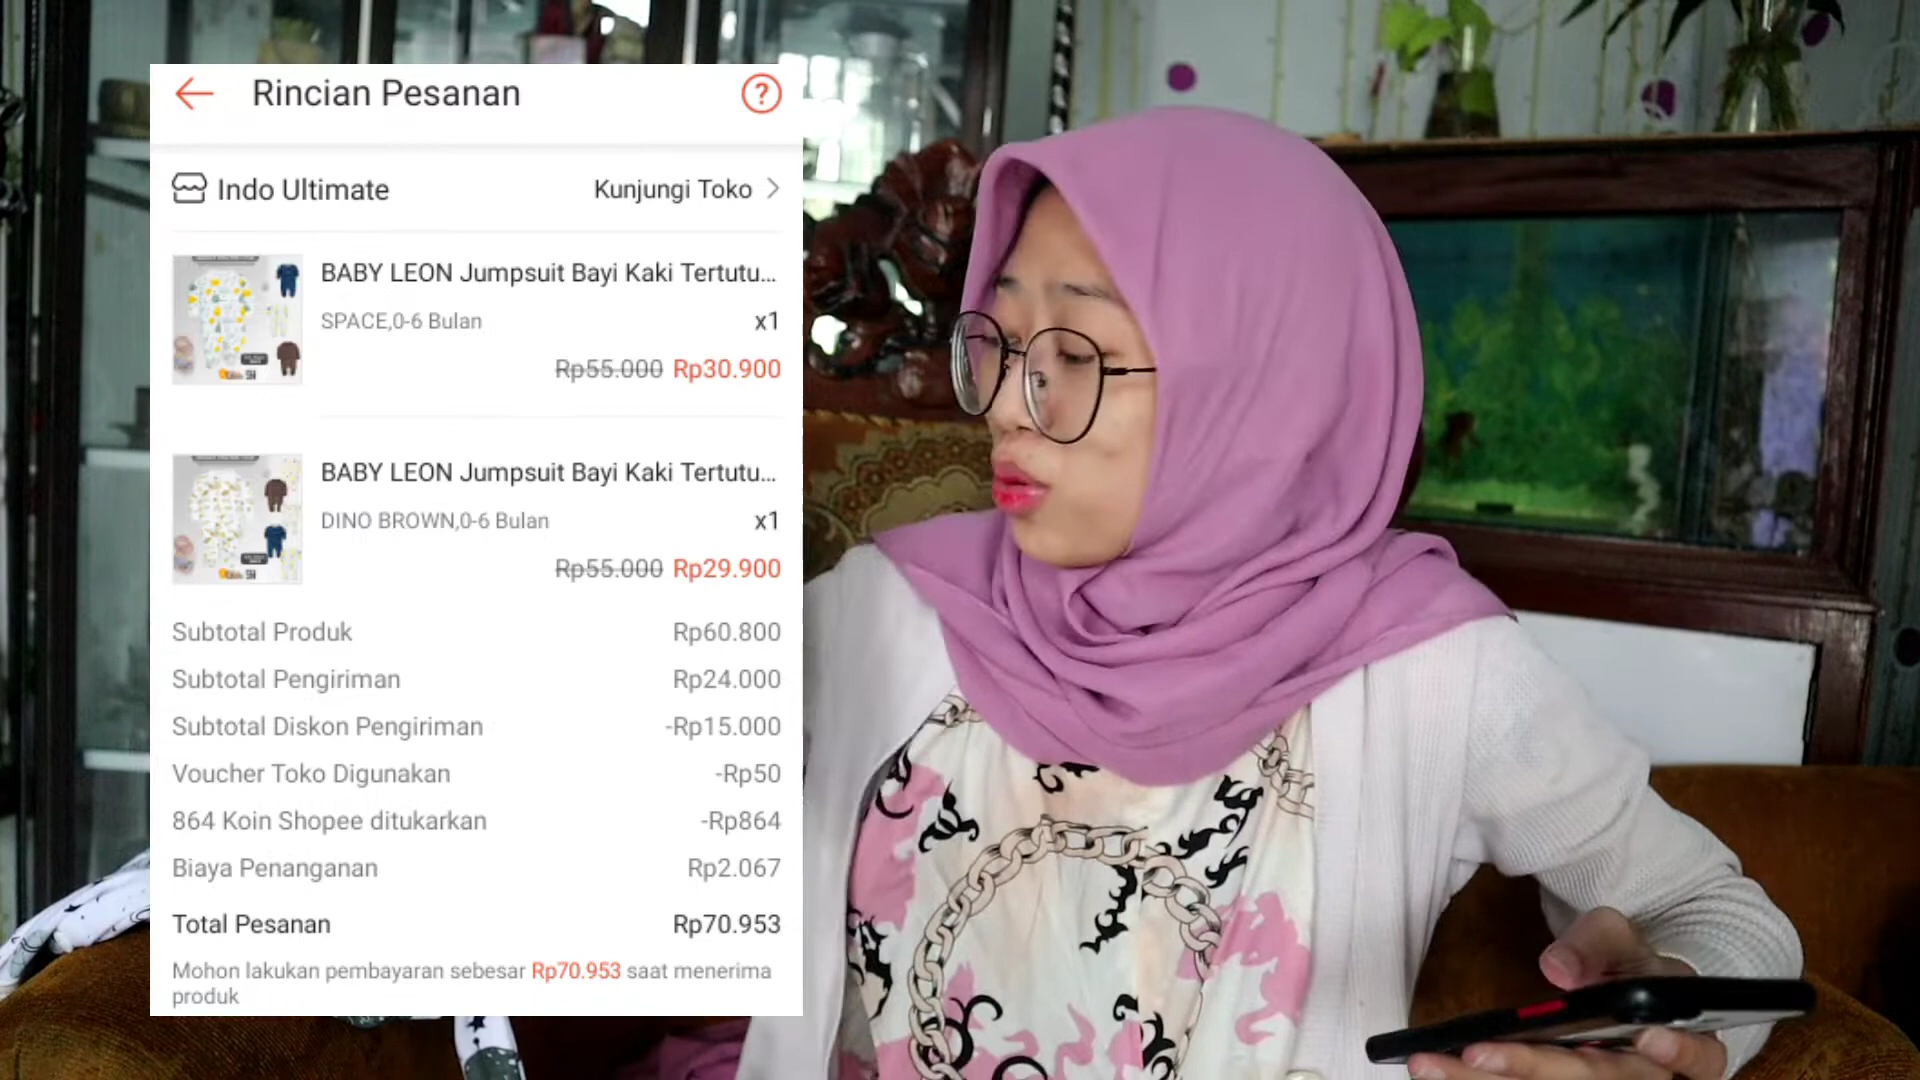 Rincian Pesanan
Indo Ultimate
Kunjungi Toko
BABY LEON Jumpsuit Bayi Kaki Tertutu...
SPACE,0-6 Bulan
x1
Rp55.000 Rp30.900
BABY LEON Jumpsuit Bayi Kaki Tertutu...
DINO BROWN,0-6 Bulan
x1
Rp55.000 Rp29.900
Subtotal Produk Rp60.800
Subtotal Pengiriman Rp24.000
Subtotal Diskon Pengiriman -Rp15.000
Voucher Toko Digunakan -Rp50
864 Koin Shopee ditukarkan -Rp864
Biaya Penanganan Rp2.067
Total Pesanan Rp70.953
Mohon lakukan pembayaran sebesar Rp70.953 saat menerima
produk